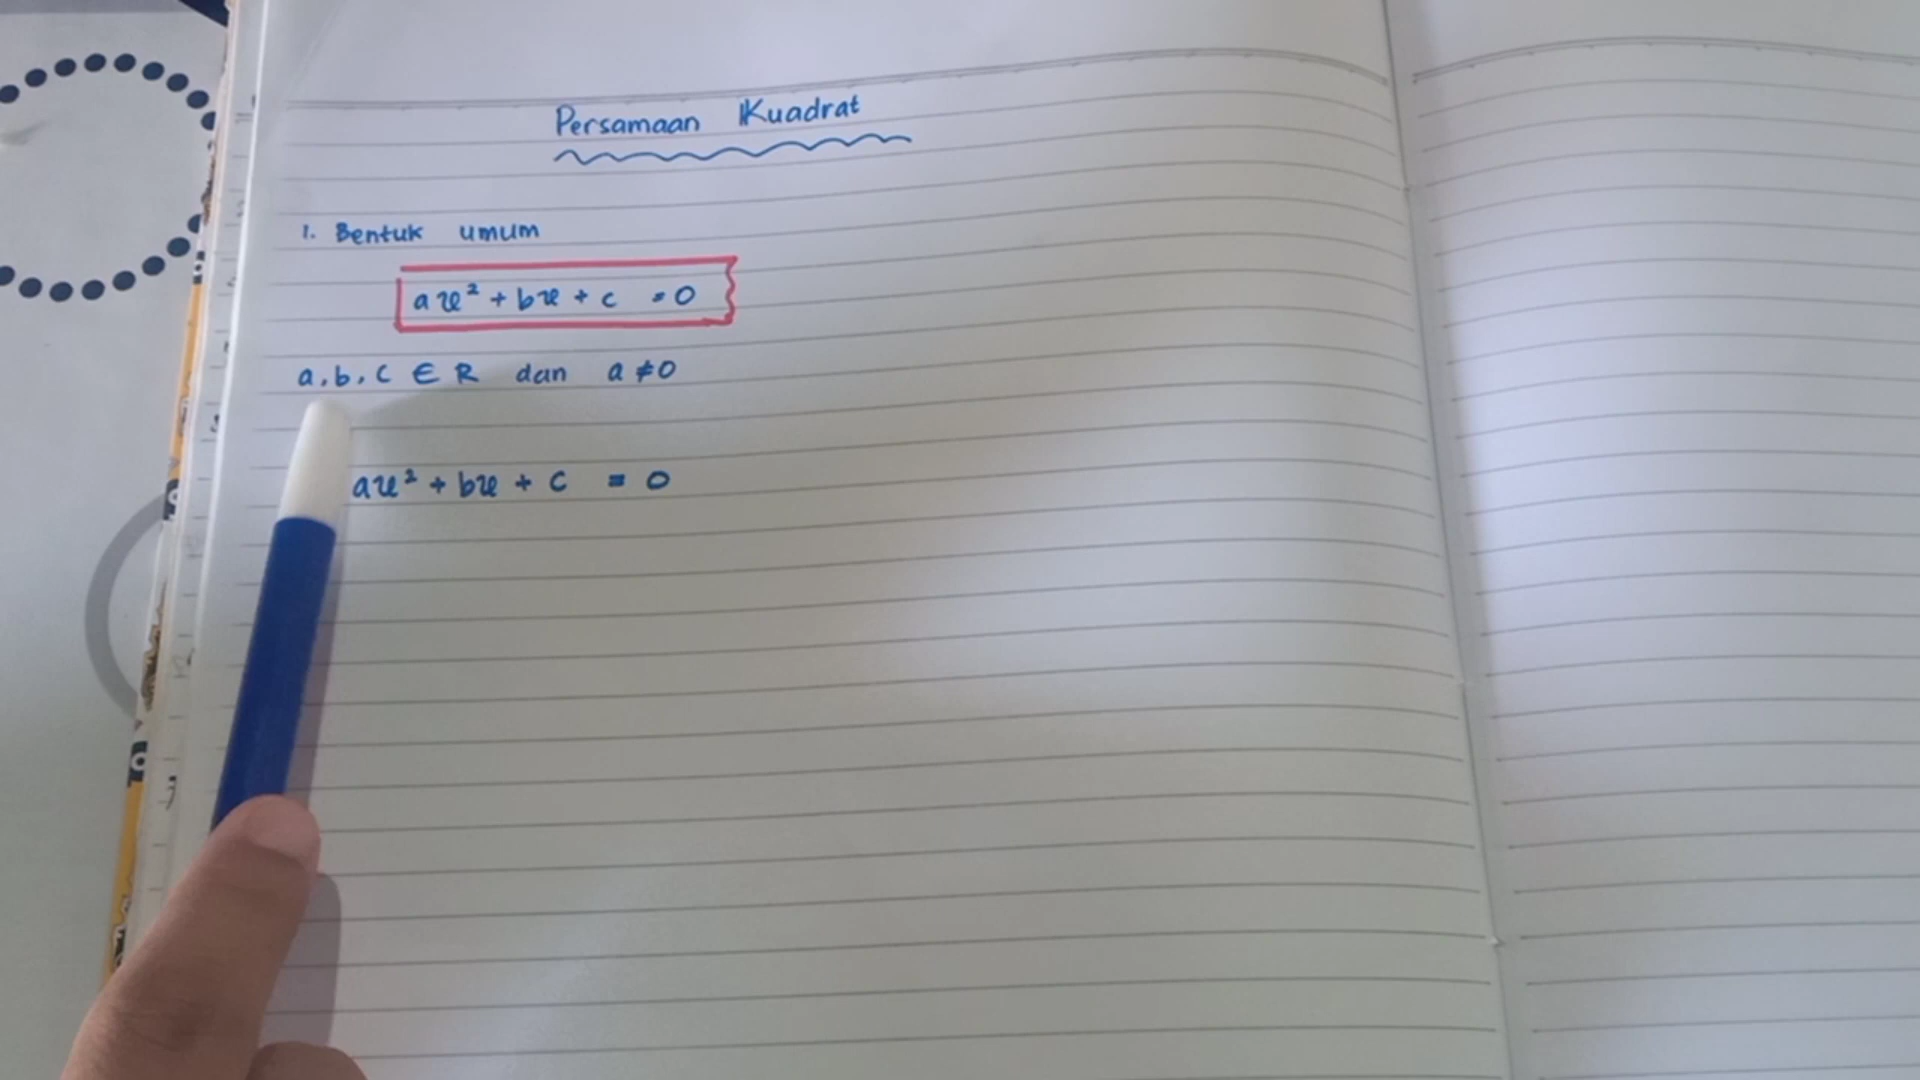 Persamaan Kuadrat
1. Bentuk umum
ax² + bx + c = 0
a, b, c ∈ R dan a ≠ 0
ax² + bx + c = 0